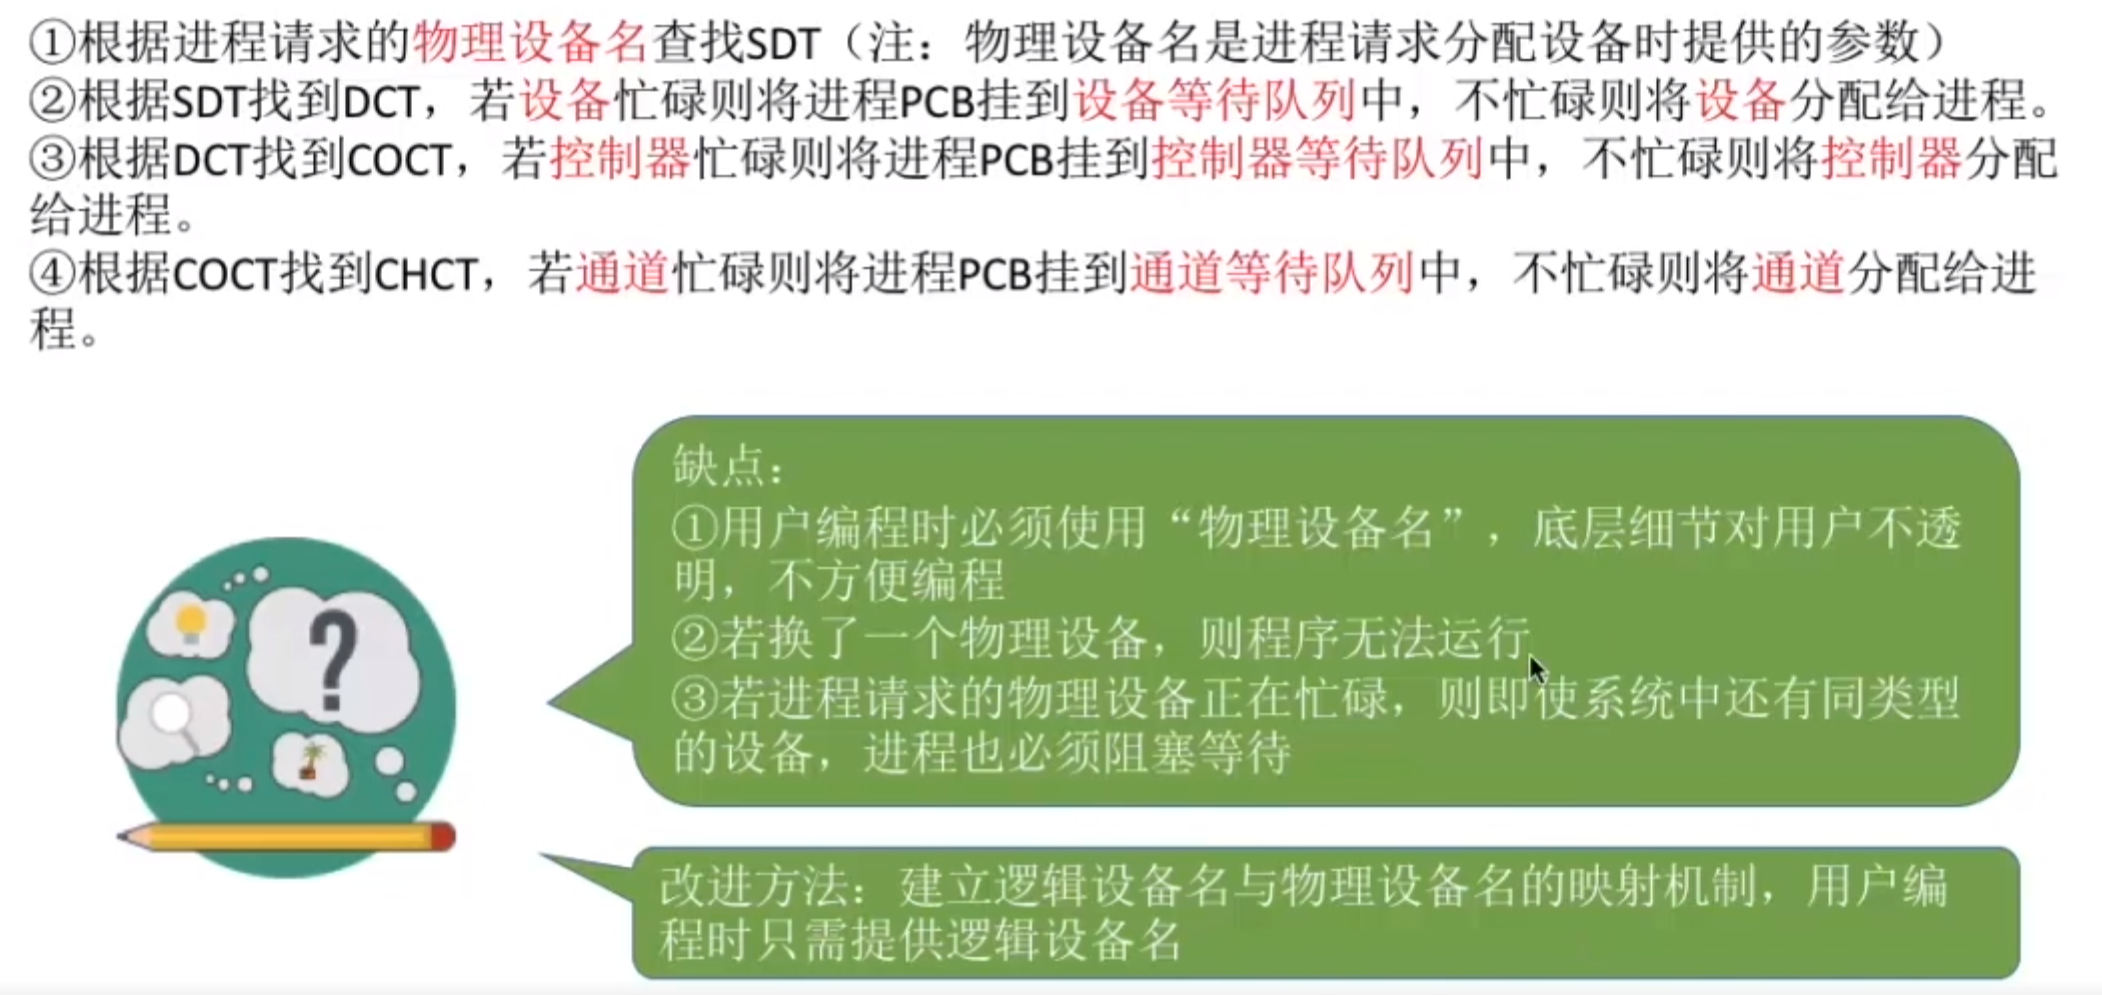 ①根据进程请求的物理设备名查找SDT（注：物理设备名是进程请求分配设备时提供的参数）
②根据SDT找到DCT，若设备忙碌则将进程PCB挂到设备等待队列中，不忙碌则将设备分配给进程。
③根据DCT找到COCT，若控制器忙碌则将进程PCB挂到控制器等待队列中，不忙碌则将控制器分配
给进程。
④根据COCT找到CHCT，若通道忙碌则将进程PCB挂到通道等待队列中，不忙碌则将通道分配给进
程。
缺点：
①用户编程时必须使用“物理设备名”，底层细节对用户不透
明，不方便编程
②若换了一个物理设备，则程序无法运行
③若进程请求的物理设备正在忙碌，则即使系统中还有同类型
的设备，进程也必须阻塞等待
?
改进方法：建立逻辑设备名与物理设备名的映射机制，用户编
程时只需提供逻辑设备名